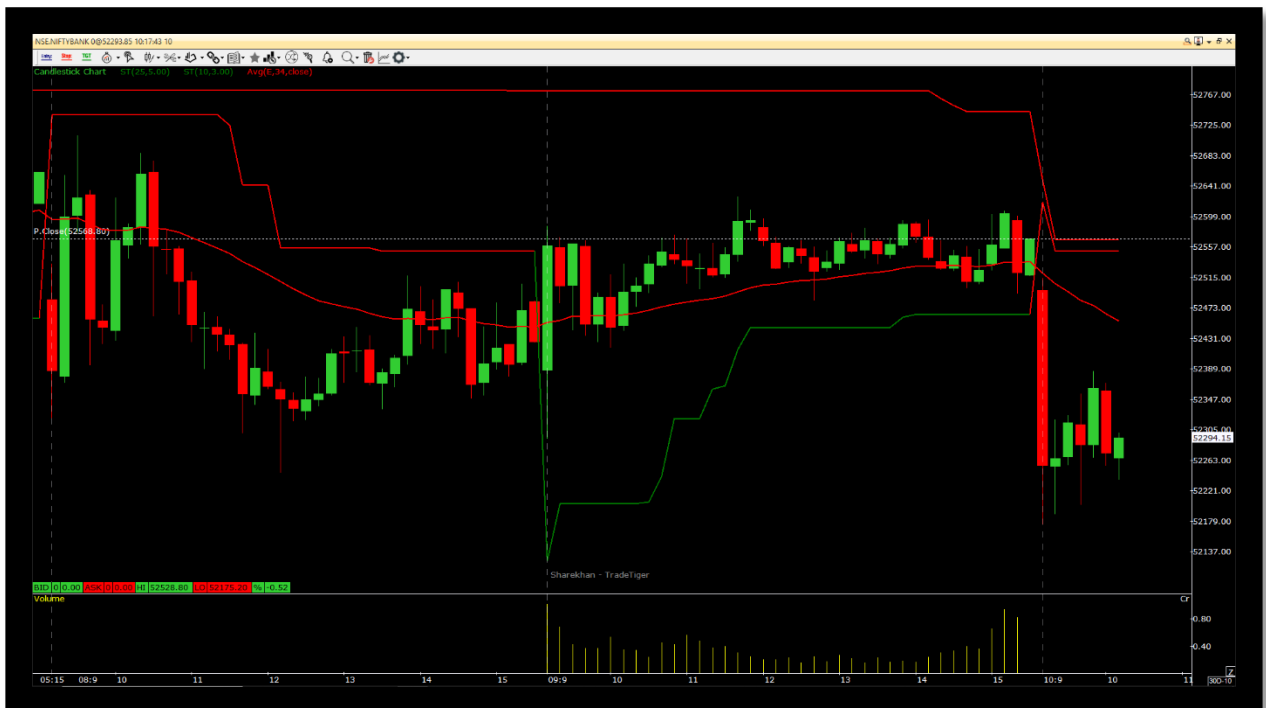 NSE.NIFTYBANK 0@52293.85 10:17:43 10
Candlestick Chart ST(25,5.00) ST(10,3.00) Avg(E,34,close)
52767.00
52725.00
52683.00
52641.00
52599.00
P.Close(52568.80)
52557.00
52515.00
52473.00
52431.00
52389.00
52347.00
52305.00
52294.15
52263.00
52221.00
52179.00
52137.00
Sharekhan - TradeTiger
BID 0 0.00 ASK 0 0.00 HI 52528.80 LO 52175.20 % -0.52
Volume Cr
0.80
0.40
05:15 08:9 10 11 12 13 14 15 09:9 10 11 12 13 14 15 10:9 10 11
Z
30D-10